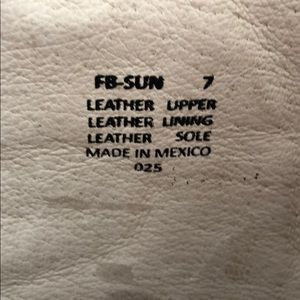 FB-SUN 7
LEATHER UPPER
LEATHER LINING
LEATHER SOLE
MADE IN MEXICO
025